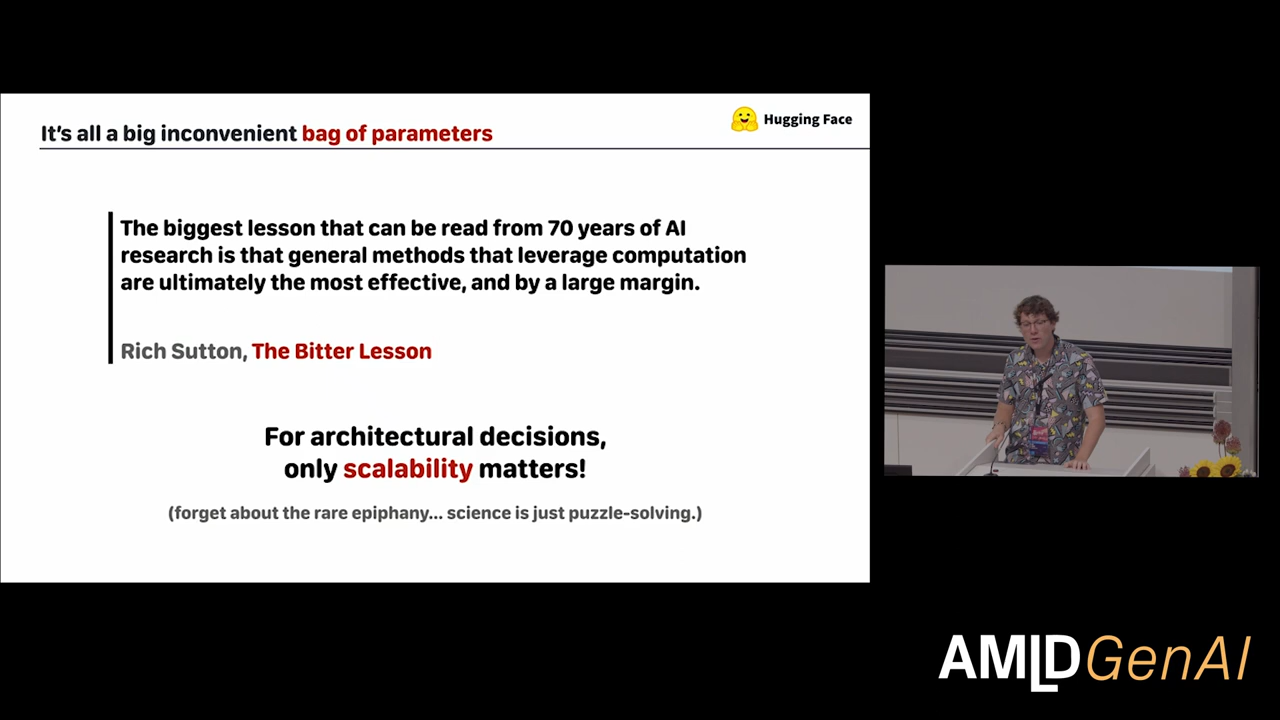 It's all a big inconvenient bag of parameters
Hugging Face
The biggest lesson that can be read from 70 years of AI
research is that general methods that leverage computation
are ultimately the most effective, and by a large margin.
Rich Sutton, The Bitter Lesson
For architectural decisions,
only scalability matters!
(forget about the rare epiphany... science is just puzzle-solving.)
AMLD GenAI